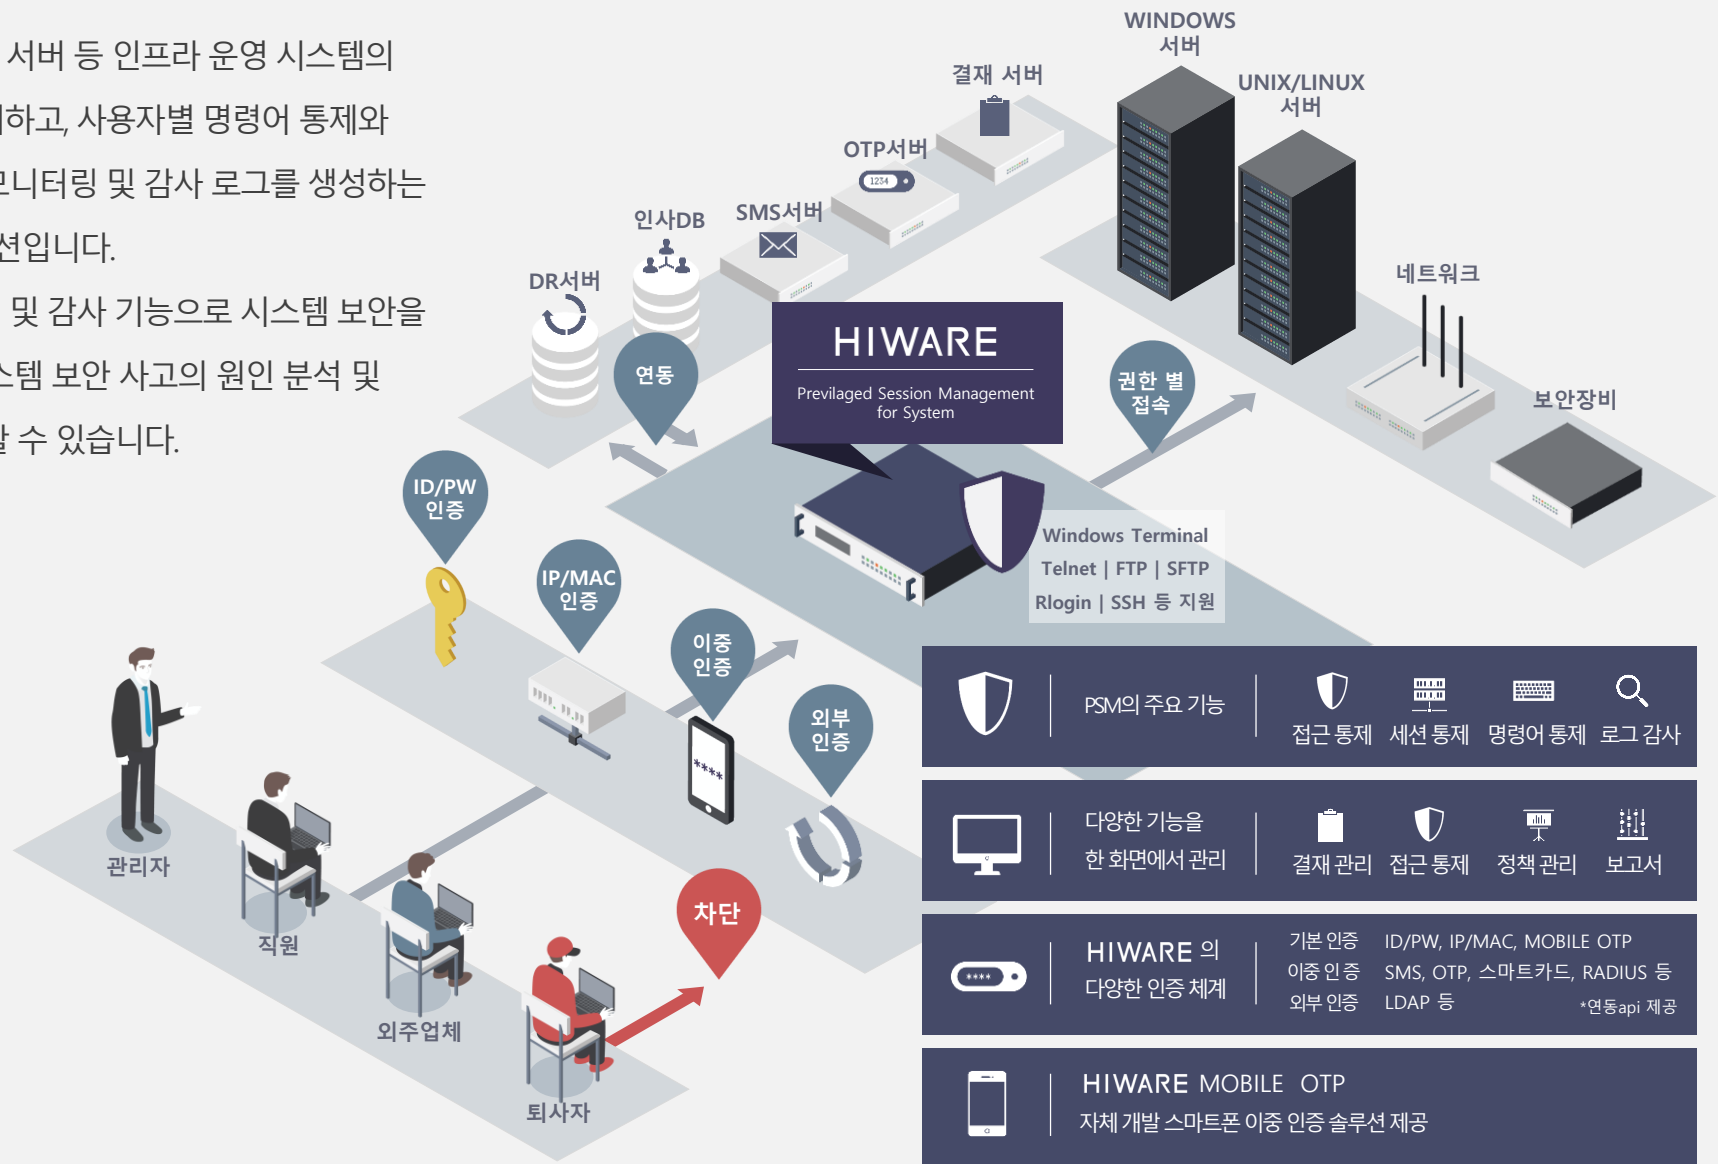 서버 등 인프라 운영 시스템의
하고, 사용자별 명령어 통제와
모니터링 및 감사 로그를 생성하는
션입니다.
및 감사 기능으로 시스템 보안을
스템 보안 사고의 원인 분석 및
할 수 있습니다.
WINDOWS
서버
UNIX/LINUX
서버
결재 서버
OTP서버
1234
SMS서버
인사DB
DR서버
네트워크
보안장비
연동
HIWARE
Previlaged Session Management
for System
권한 별
접속
Windows Terminal
Telnet | FTP | SFTP
Rlogin | SSH 등 지원
ID/PW
인증
IP/MAC
인증
이중
인증
****
외부
인증
차단
관리자
직원
외주업체
퇴사자
PSM의 주요 기능
접근 통제 세션 통제 명령어 통제 로그 감사
다양한 기능을
한 화면에서 관리
결재 관리 접근 통제 정책 관리 보고서
****
HIWARE 의
다양한 인증 체계
기본 인증 ID/PW, IP/MAC, MOBILE OTP
이중 인 증 SMS, OTP, 스마트카드, RADIUS 등
외부 인증 LDAP 등
*연동api 제공
HIWARE MOBILE OTP
자체 개발 스마트폰 이중 인증 솔루션 제공